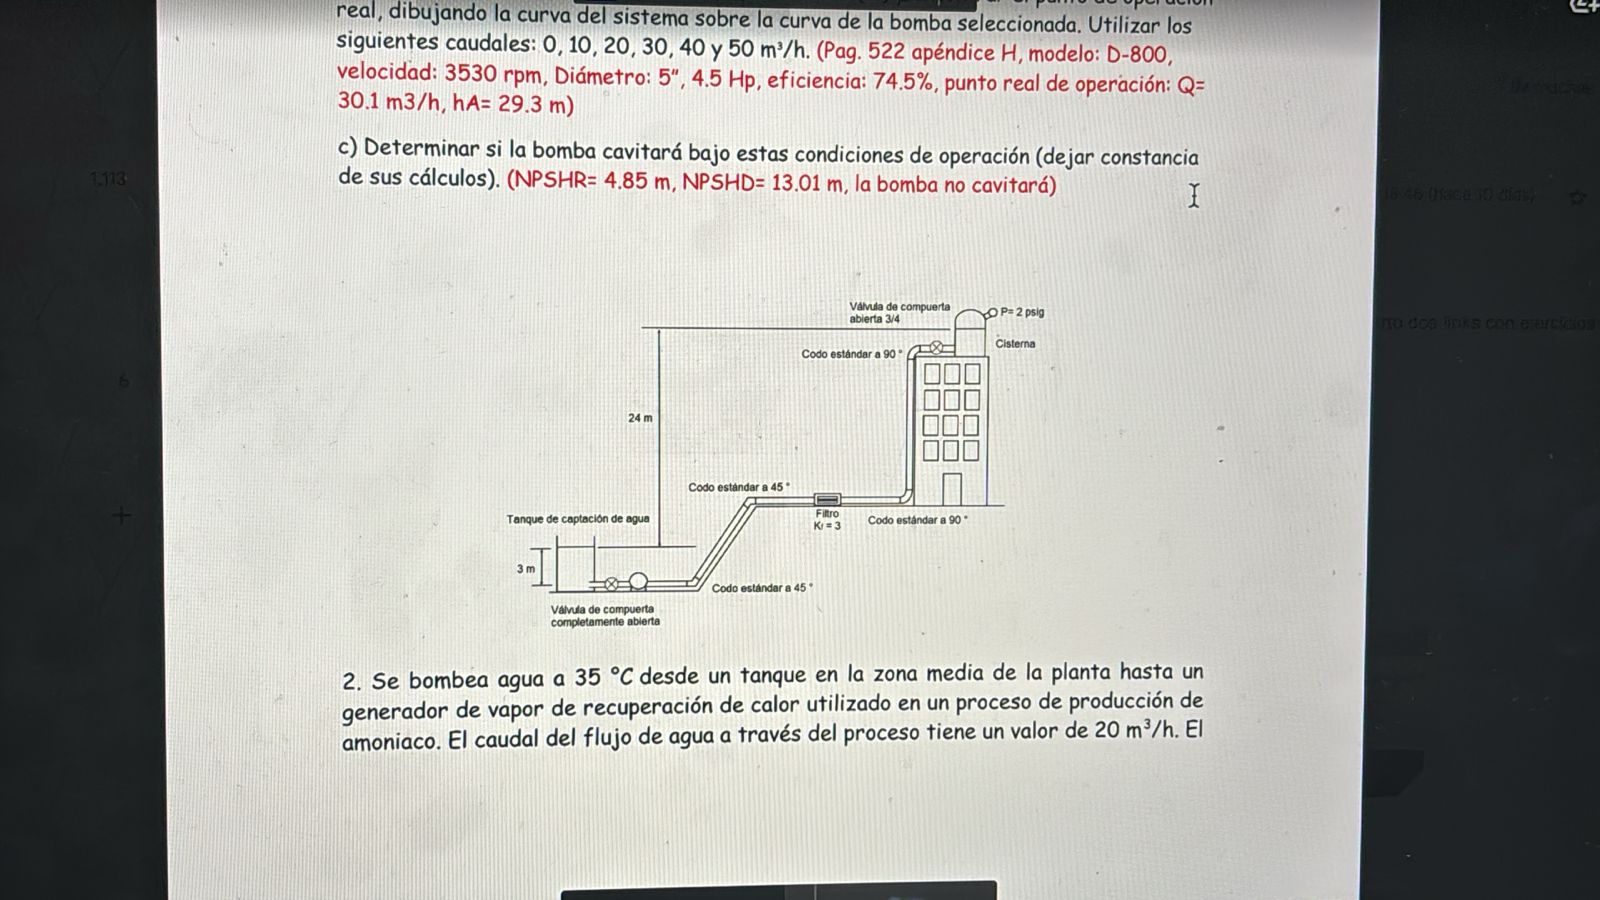 real, dibujando la curva del sistema sobre la curva de la bomba seleccionada. Utilizar los
siguientes caudales: 0, 10, 20, 30, 40 y 50 m³/h. (Pag. 522 apéndice H, modelo: D-800,
velocidad: 3530 rpm, Diámetro: 5", 4.5 Hp, eficiencia: 74.5%, punto real de operación: Q=
30.1 m3/h, hA= 29.3 m)
c) Determinar si la bomba cavitará bajo estas condiciones de operación (dejar constancia
de sus cálculos). (NPSHR= 4.85 m, NPSHD= 13.01 m, la bomba no cavitará)
1.113
6
Válvula de compuerta
abierta 3/4
P= 2 psig
Cisterna
Codo estándar a 90 °
24 m
Codo estándar a 45 °
Filtro
Kf = 3
Codo estándar a 90 °
Tanque de captación de agua
3 m
Codo estándar a 45 °
Válvula de compuerta
completamente abierta
2. Se bombea agua a 35 °C desde un tanque en la zona media de la planta hasta un
generador de vapor de recuperación de calor utilizado en un proceso de producción de
amoniaco. El caudal del flujo de agua a través del proceso tiene un valor de 20 m³/h. El